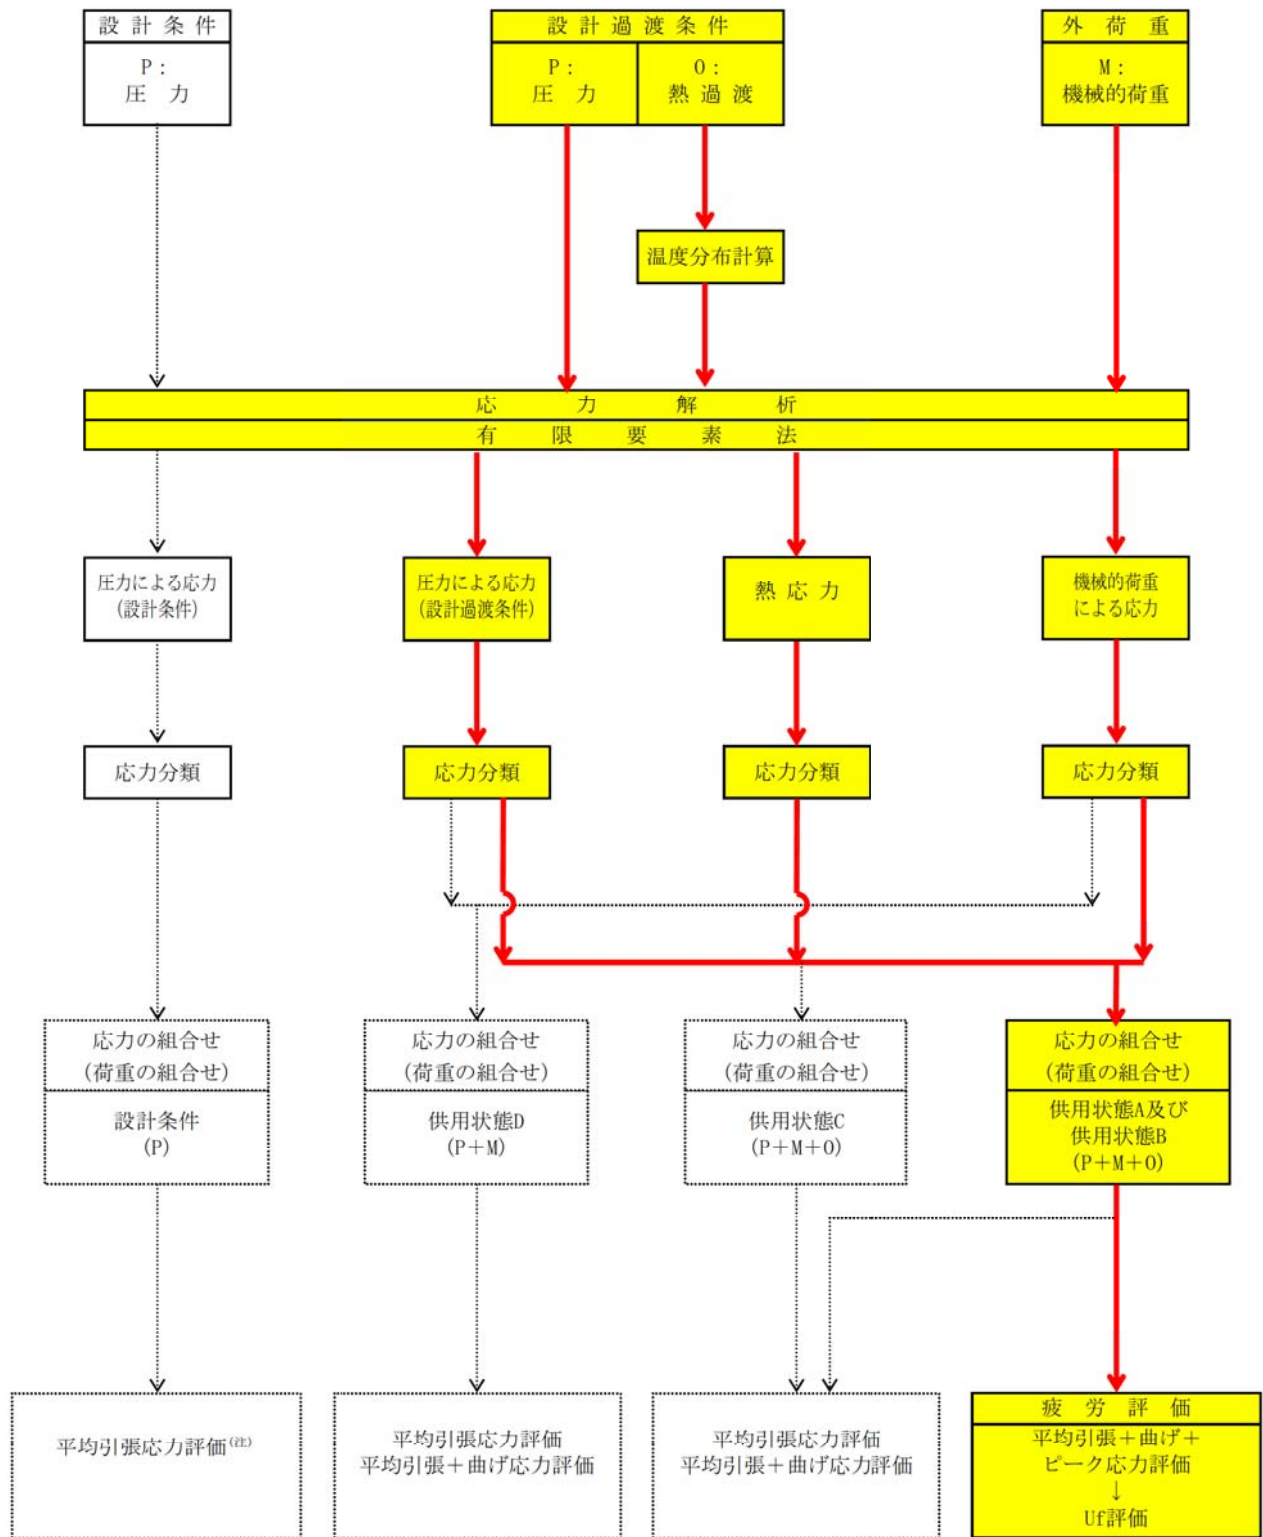 設計条件
P:
圧力
設計過渡条件
P:
圧力
O:
熱過渡
外荷重
M:
機械的荷重
温度分布計算
応力解析
有限要素法
圧力による応力
(設計条件)
圧力による応力
(設計過渡条件)
熱応力
機械的荷重
による応力
応力分類
応力分類
応力分類
応力分類
応力の組合せ
(荷重の組合せ)
設計条件
(P)
応力の組合せ
(荷重の組合せ)
供用状態D
(P+M)
応力の組合せ
(荷重の組合せ)
供用状態C
(P+M+O)
応力の組合せ
(荷重の組合せ)
供用状態A及び
供用状態B
(P+M+O)
平均引張応力評価(注)
平均引張応力評価
平均引張+曲げ応力評価
平均引張応力評価
平均引張+曲げ応力評価
疲労評価
平均引張+曲げ+
ピーク応力評価
↓
Uf評価